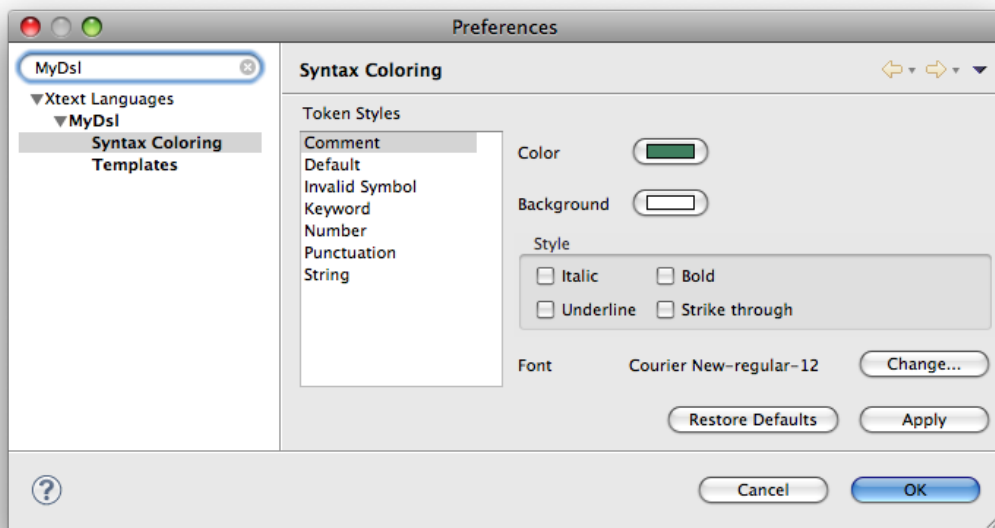 Preferences
MyDsl
Xtext Languages
MyDsl
Syntax Coloring
Templates
Syntax Coloring
Token Styles
Comment
Default
Invalid Symbol
Keyword
Number
Punctuation
String
Color
Background
Style
Italic Bold
Underline Strike through
Font Courier New-regular-12 Change...
Restore Defaults Apply
? Cancel OK